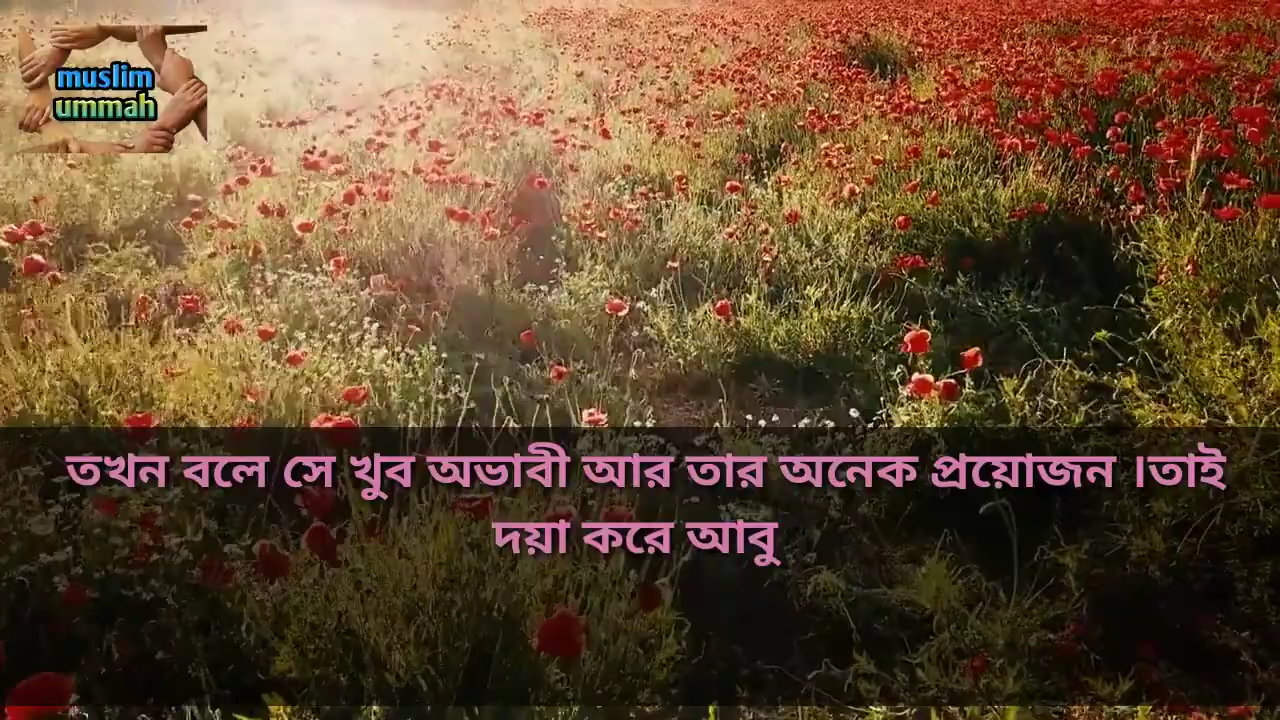 muslim
ummah
তখন বলে সে খুব অভাবী আর তার অনেক প্রয়োজন ।তাই
দয়া করে আবু